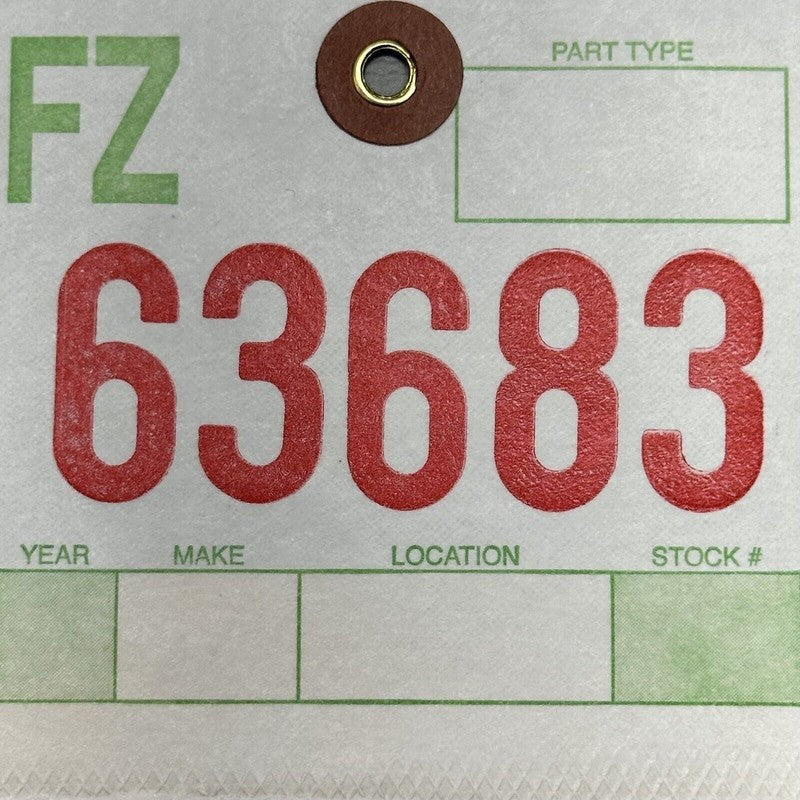 FZ
PART TYPE
63683
YEAR MAKE LOCATION STOCK #